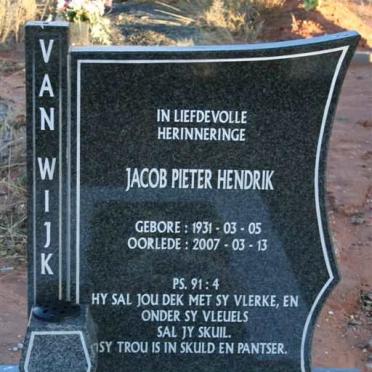 VAN WIJK
IN LIEFDEVOLLE
HERINNERINGE
JACOB PIETER HENDRIK
GEBORE : 1931 - 03 - 05
OORLEDE : 2007 - 03 - 13
PS. 91 : 4
HY SAL JOU DEK MET SY VLERKE, EN
ONDER SY VLEUELS
SAL JY SKUIL.
SY TROU IS IN SKULD EN PANTSER.